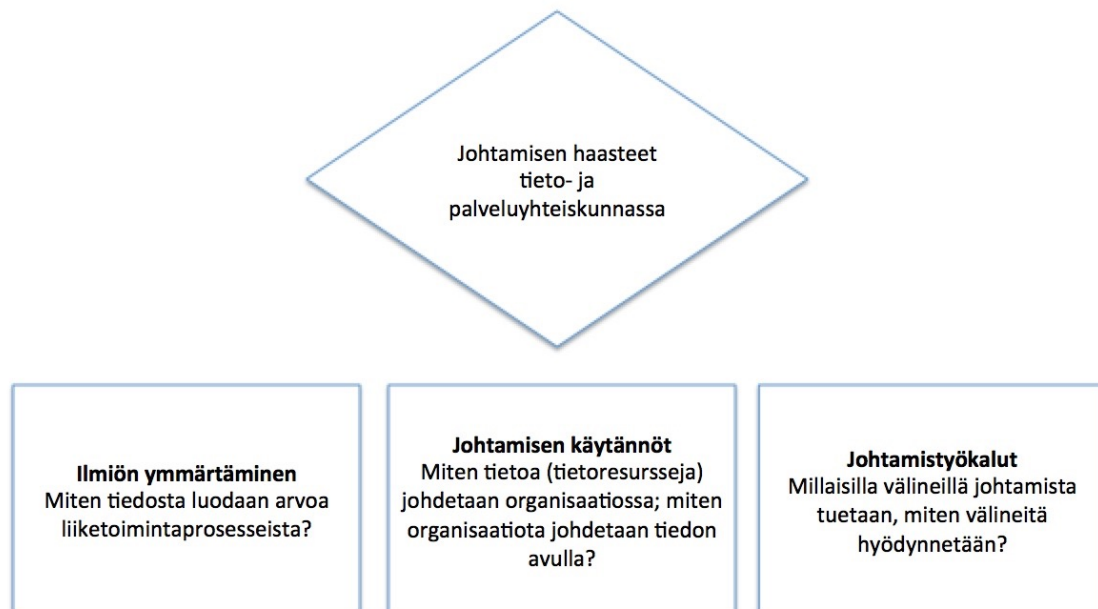 Johtamisen haasteet
tieto- ja
palveluyhteiskunnassa
Ilmiön ymmärtäminen
Miten tiedosta luodaan arvoa
liiketoimintaprosesseista?
Johtamisen käytännöt
Miten tietoa (tietoresursseja)
johdetaan organisaatiossa; miten
organisaatiota johdetaan tiedon
avulla?
Johtamistyökalut
Millaisilla välineillä johtamista
tuetaan, miten välineitä
hyödynnetään?